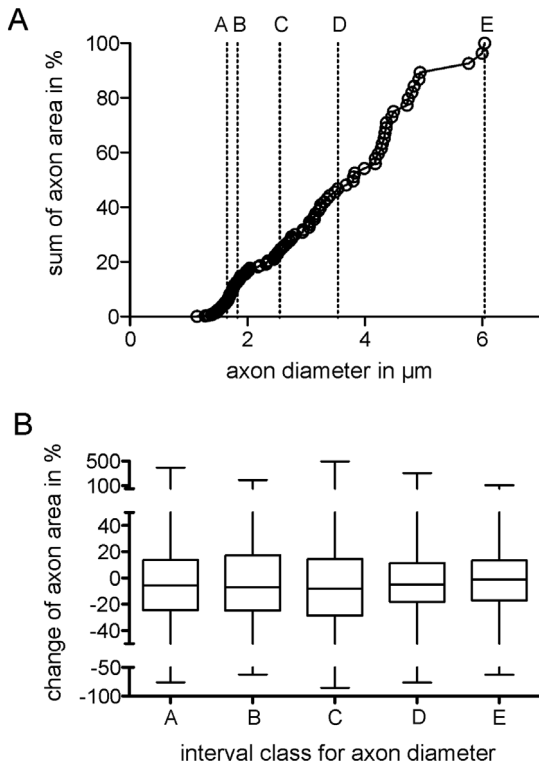 A
A B C D E
100
80
60
40
20
0
0 2 4 6
sum of axon area in %
axon diameter in µm
B
500
100
40
20
0
-20
-40
-50
-100
change of axon area in %
A B C D E
interval class for axon diameter